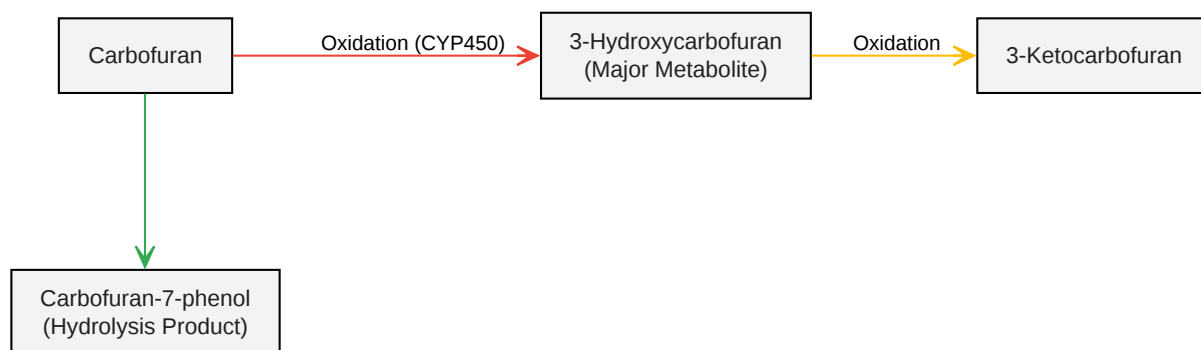 Carbofuran
Oxidation (CYP450)
3-Hydroxycarbofuran
(Major Metabolite)
Oxidation
3-Ketocarbofuran
Carbofuran-7-phenol
(Hydrolysis Product)